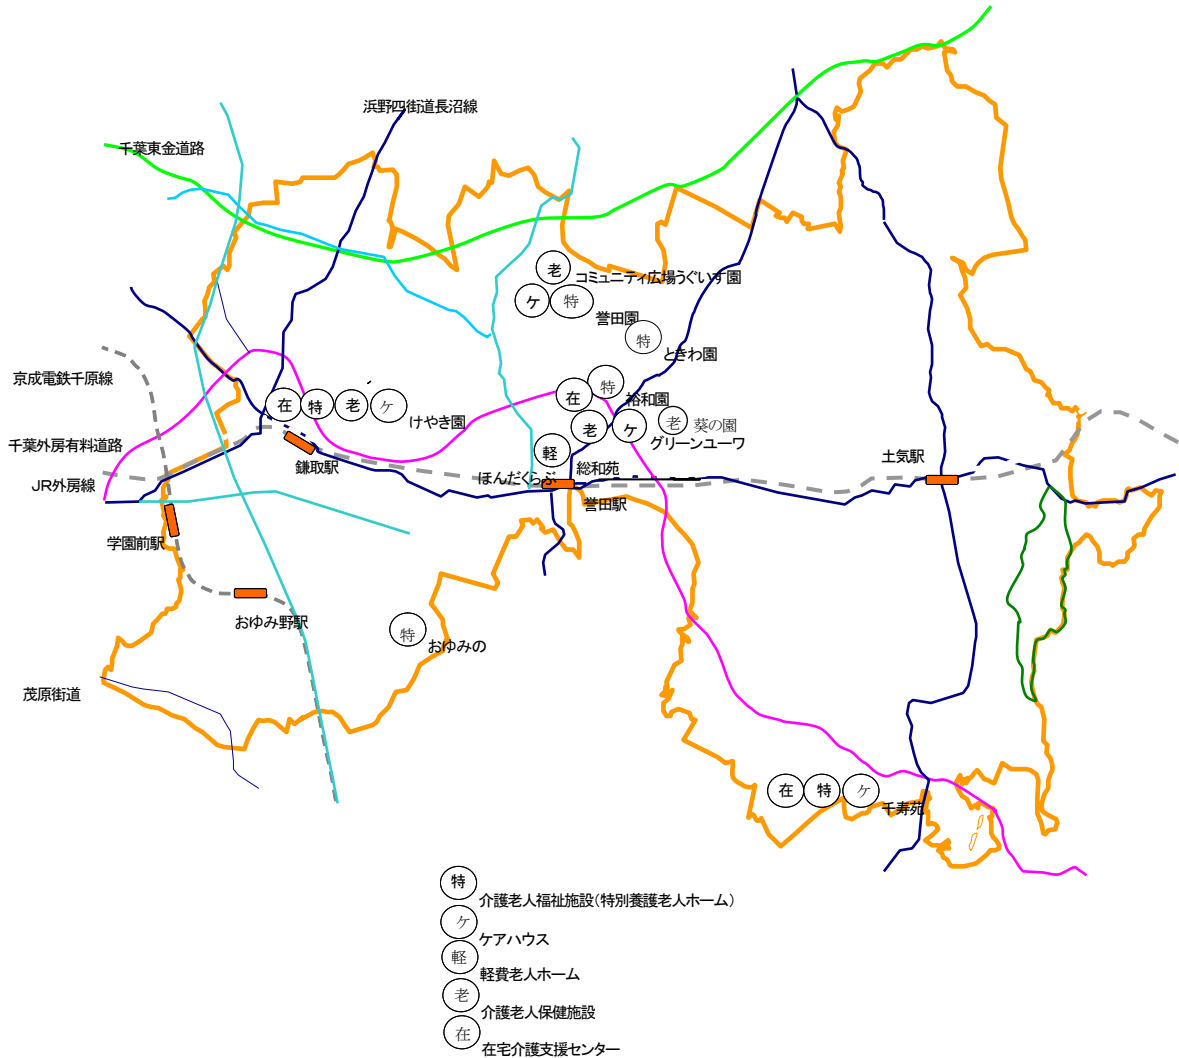 浜野四街道長沼線
千葉東金道路
老
コミュニティ広場うぐいす園
ケ
特
誉田園
特
ときわ園
京成電鉄千原線
在
特
老
ケ
けやき園
在
特
裕和園
老
ケ
老
葵の園
グリーンユーワ
千葉外房有料道路
鎌取駅
軽
ほんだくらぶ
総和苑
土気駅
JR外房線
誉田駅
学園前駅
おゆみ野駅
特
おゆみの
茂原街道
在
特
ケ
千寿苑
特
介護老人福祉施設(特別養護老人ホーム)
ケ
ケアハウス
軽
軽費老人ホーム
老
介護老人保健施設
在
在宅介護支援センター